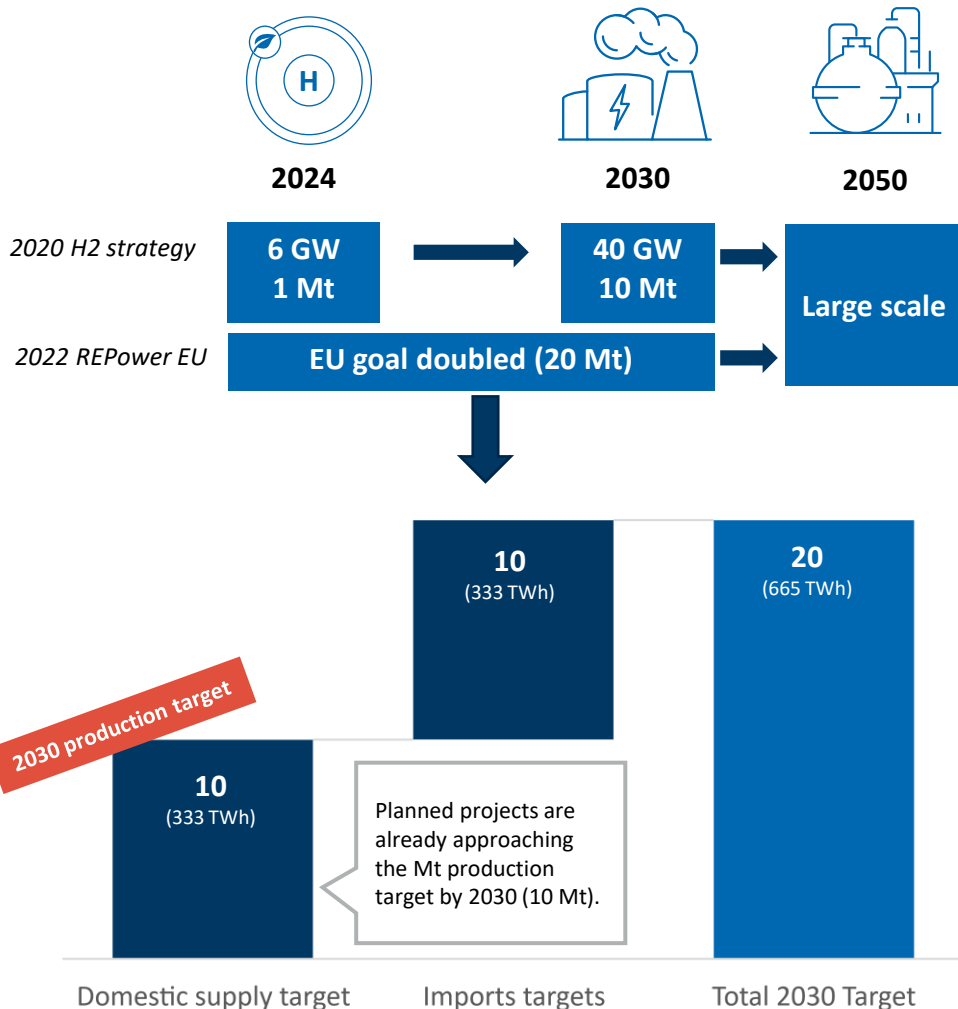 H
2024
2030
2050
2020 H2 strategy
6 GW
1 Mt
40 GW
10 Mt
Large scale
2022 REPower EU
EU goal doubled (20 Mt)
10
(333 TWh)
20
(665 TWh)
2030 production target
10
(333 TWh)
Planned projects are
already approaching
the Mt production
target by 2030 (10 Mt).
Domestic supply target
Imports targets
Total 2030 Target